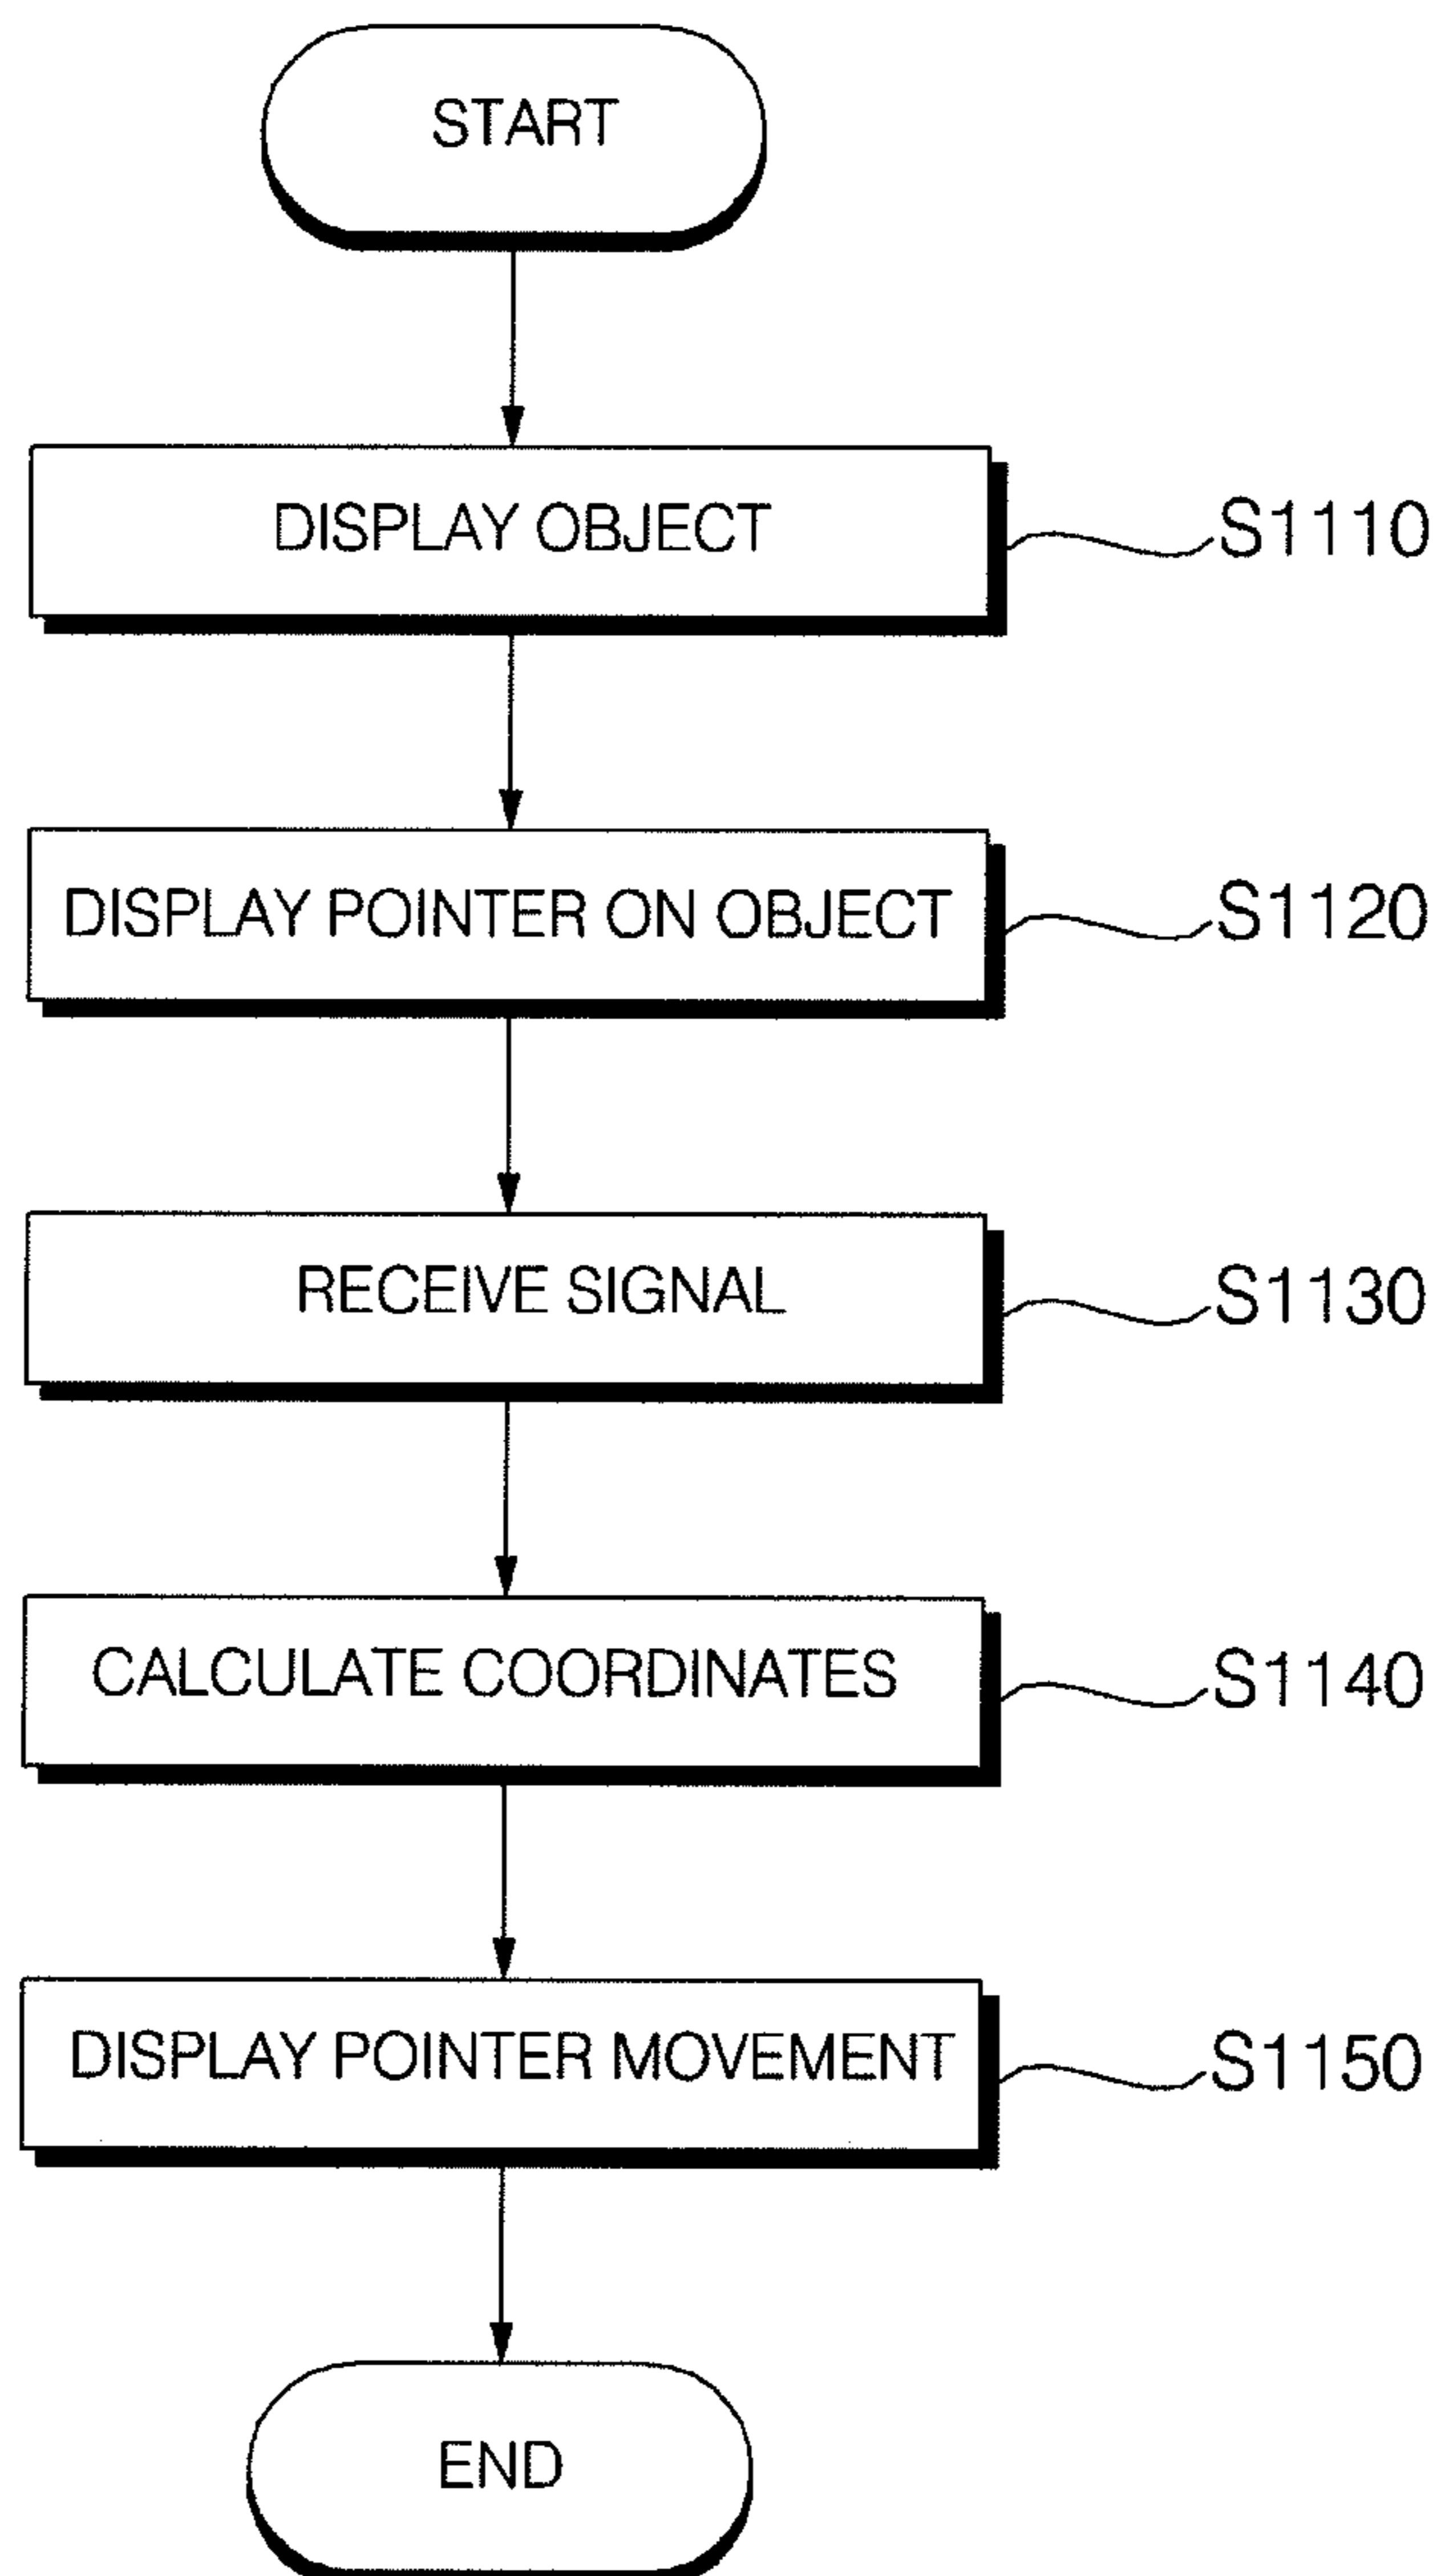 START
DISPLAY OBJECT
S1110
DISPLAY POINTER ON OBJECT
S1120
RECEIVE SIGNAL
S1130
CALCULATE COORDINATES
S1140
DISPLAY POINTER MOVEMENT
S1150
END